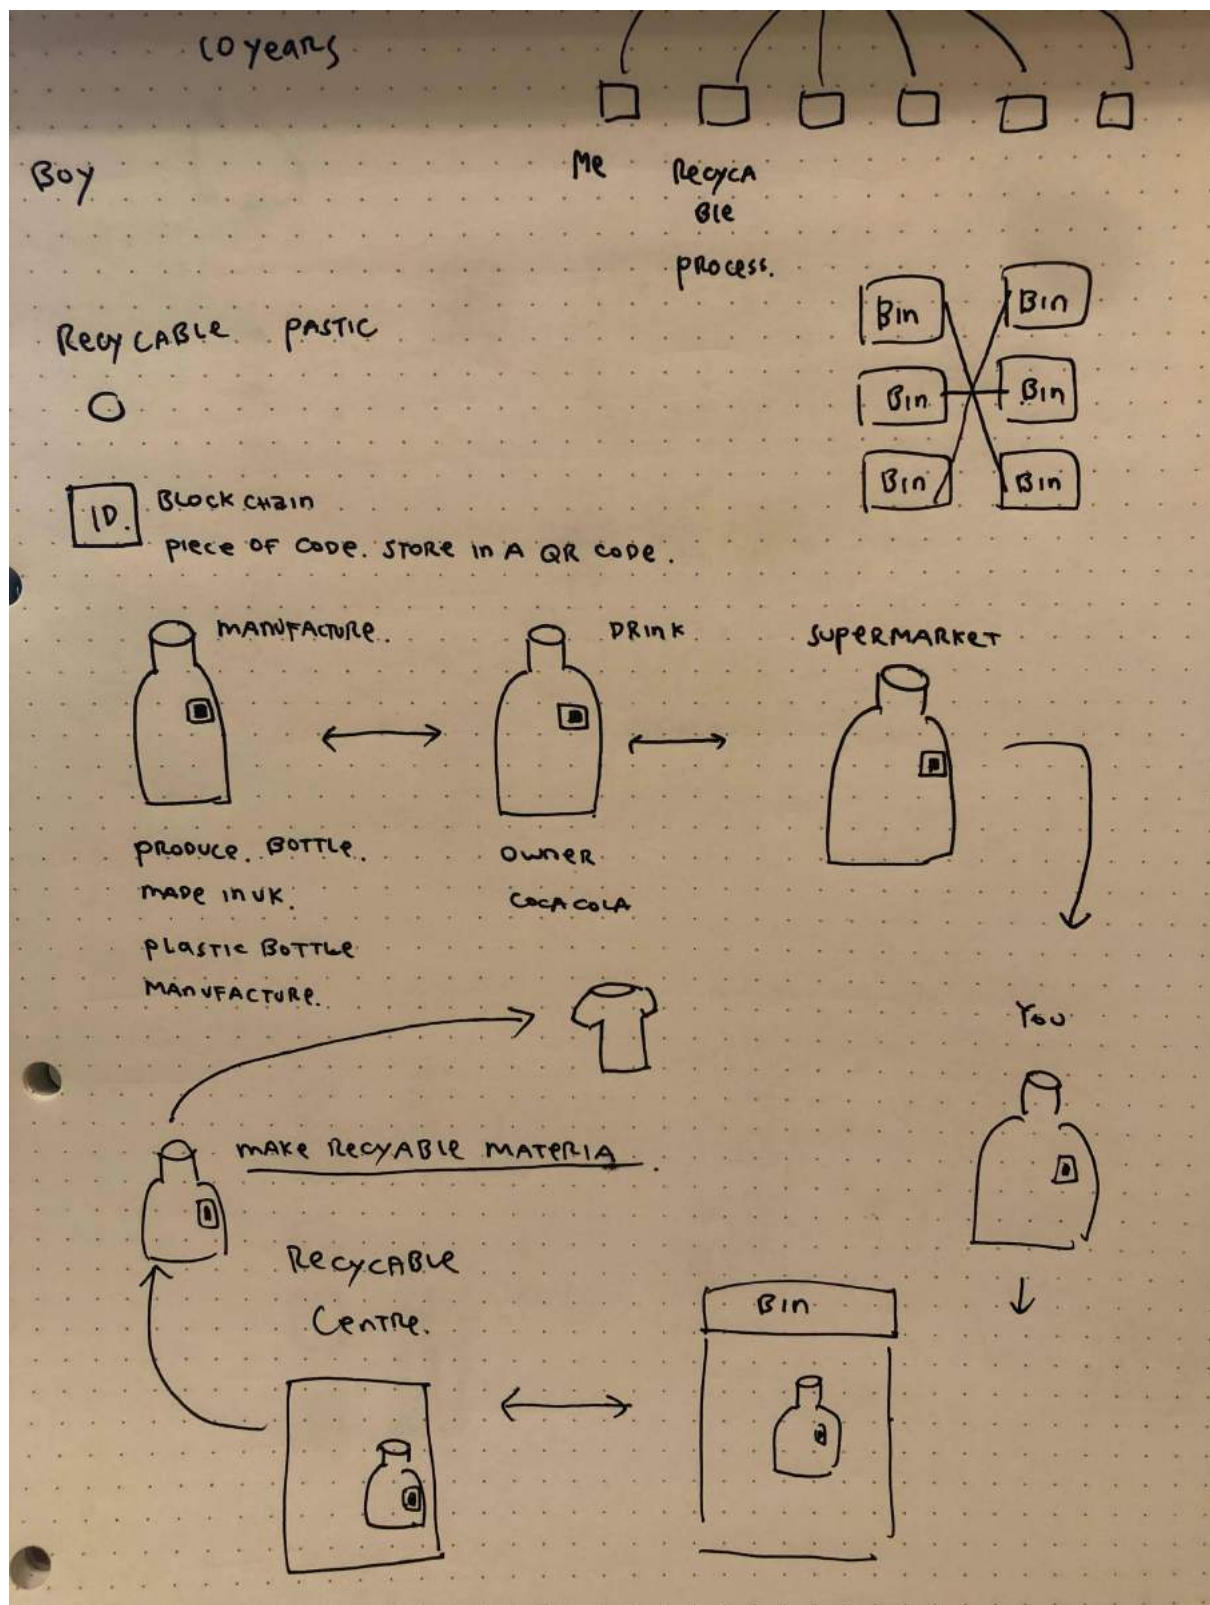 10 years
Boy
Me
Recyca
ble
process.
Recycable pastic
Bin
Bin
Bin
Bin
Bin
Bin
ID.
Block chain
piece of code. store in a QR code.
manufacture.
Drink
supermarket
produce. Bottle.
made in uk.
plastic Bottle
manufacture.
owner
coca cola
You
make Recyable materia.
Recycable
Centre.
Bin